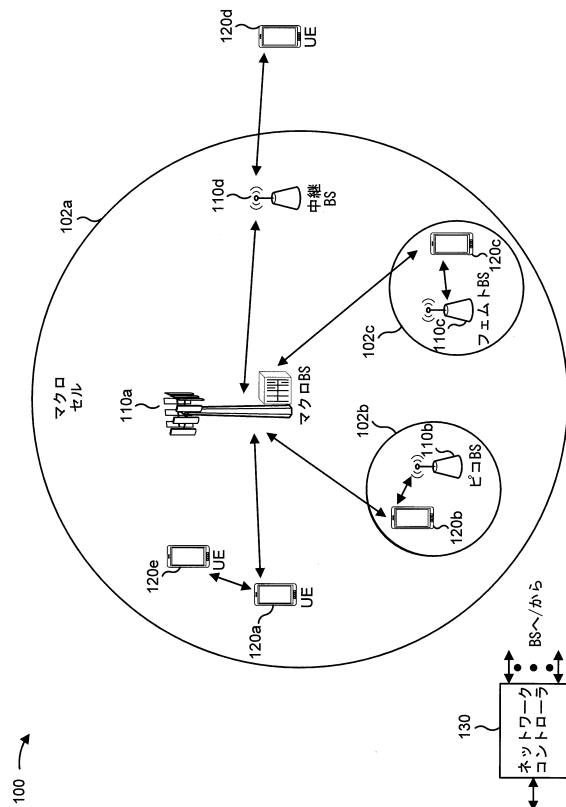 100
102a
マクロ
セル
110a
マクロBS
110d
中継
BS
120d
UE
120e
UE
120a
UE
102b
110b
ピコBS
120b
102c
110c
フェムトBS
120c
130
ネットワーク
コントローラ
BSへ/から